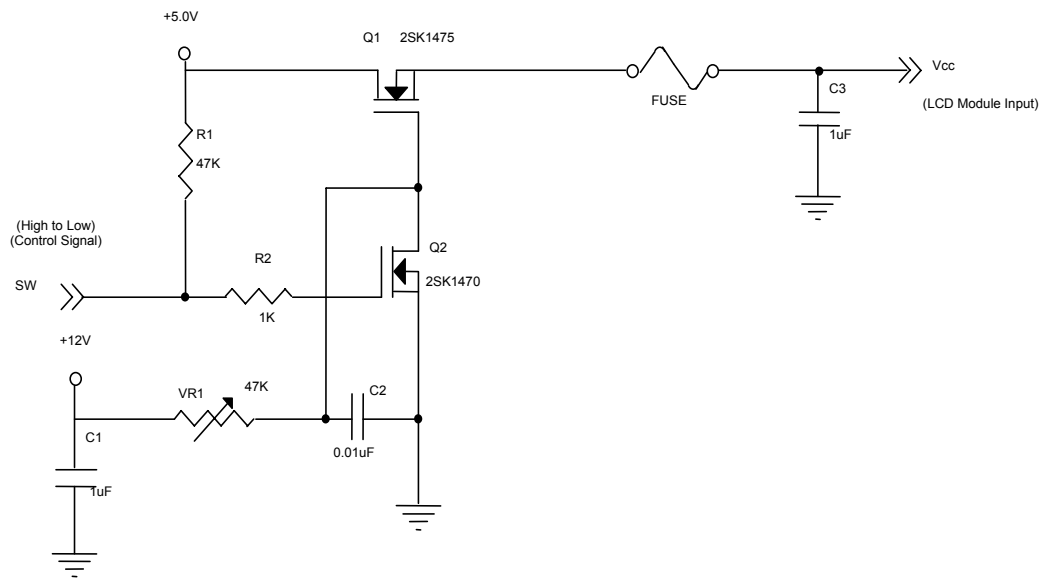 +5.0V
Q1 2SK1475
Vcc
(LCD Module Input)
FUSE
C3
1uF
R1
47K
(High to Low)
(Control Signal)
SW
R2
1K
Q2
2SK1470
+12V
VR1
47K
C2
0.01uF
C1
1uF